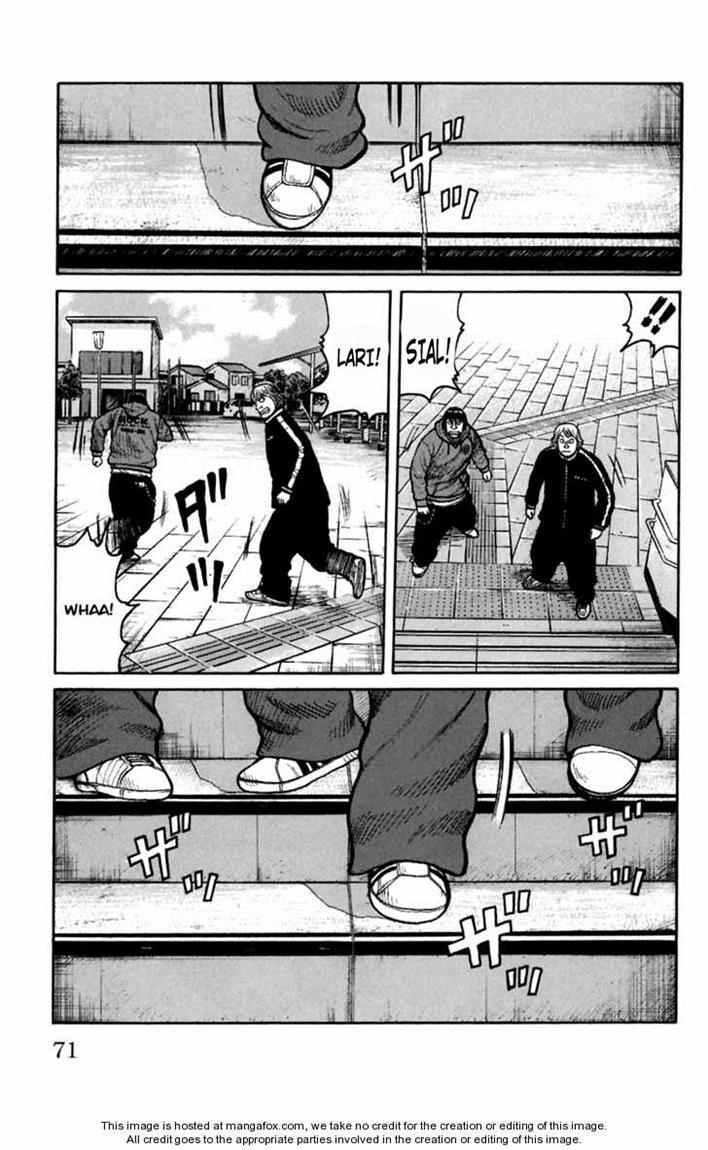 ザッ
!!
SIAL!
LARI!
ダッ
WHAA!
ザッ
ザッ
ザッ
71
This image is hosted at mangafox.com, we take no credit for the creation or editing of this image.
All credit goes to the appropriate parties involved in the creation or editing of this image.